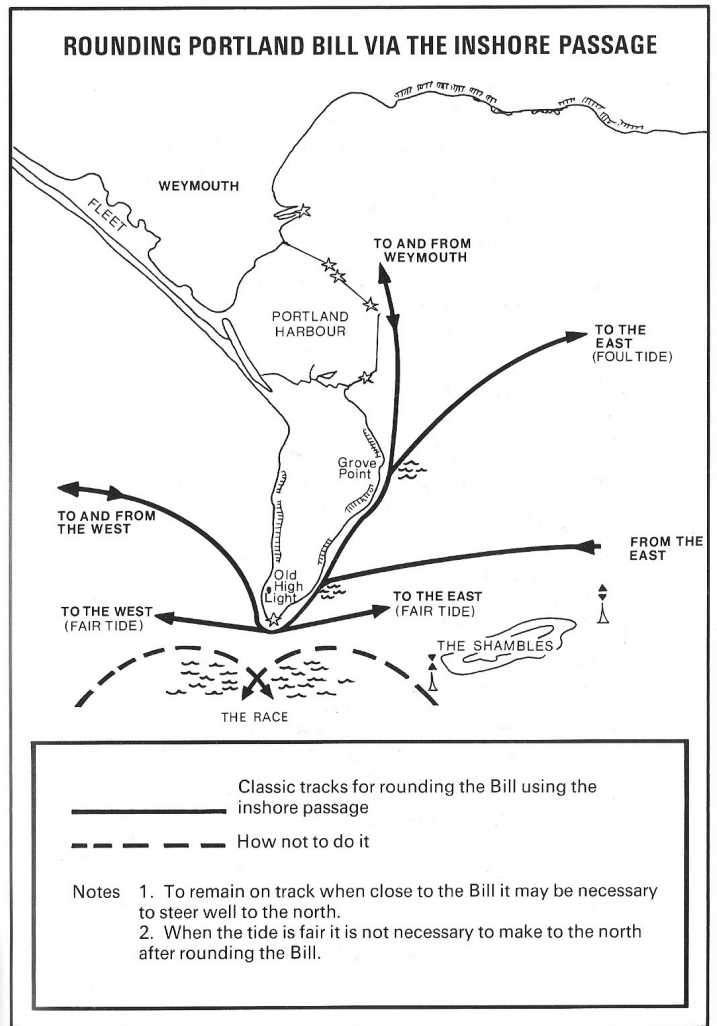 ROUNDING PORTLAND BILL VIA THE INSHORE PASSAGE
WEYMOUTH
FLEET
TO AND FROM
WEYMOUTH
PORTLAND
HARBOUR
TO THE
EAST
(FOUL TIDE)
Grove
Point
TO AND FROM
THE WEST
FROM THE
EAST
Old
High
Light
TO THE WEST
(FAIR TIDE)
TO THE EAST
(FAIR TIDE)
THE SHAMBLES
THE RACE
Classic tracks for rounding the Bill using the
inshore passage
How not to do it
Notes 1. To remain on track when close to the Bill it may be necessary
to steer well to the north.
2. When the tide is fair it is not necessary to make to the north
after rounding the Bill.